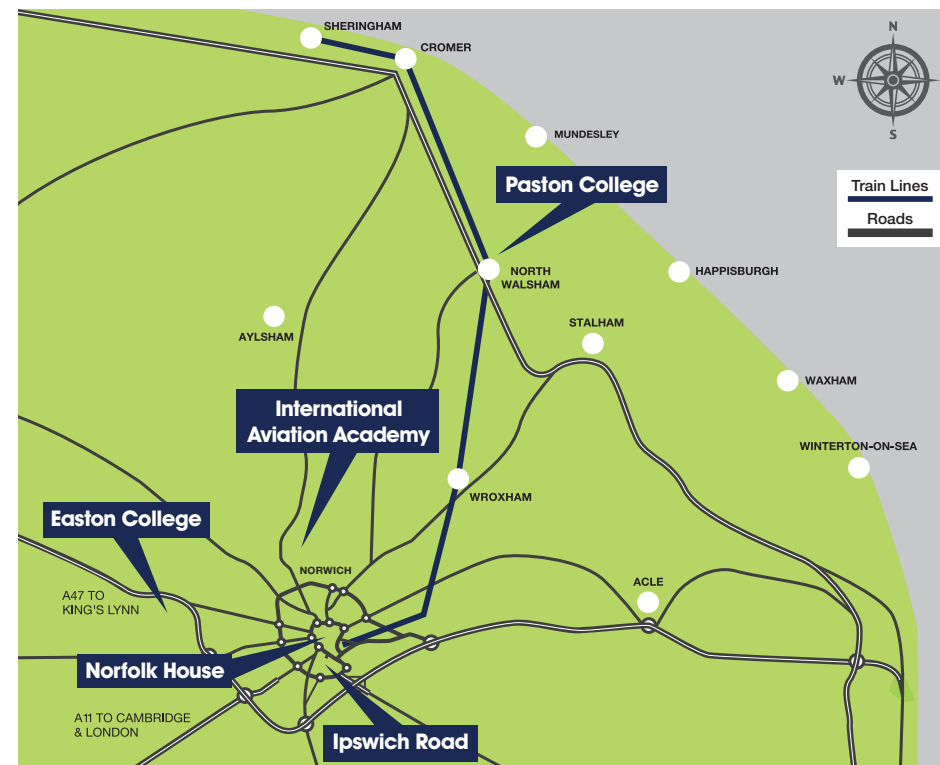 SHERINGHAM
CROMER
N
W
S
MUNDESLEY
Paston College
Train Lines
Roads
NORTH
WALSHAM
HAPPISBURGH
AYLSHAM
STALHAM
WAXHAM
International
Aviation Academy
WINTERTON-ON-SEA
WROXHAM
Easton College
NORWICH
ACLE
A47 TO
KING'S LYNN
Norfolk House
A11 TO CAMBRIDGE
& LONDON
Ipswich Road